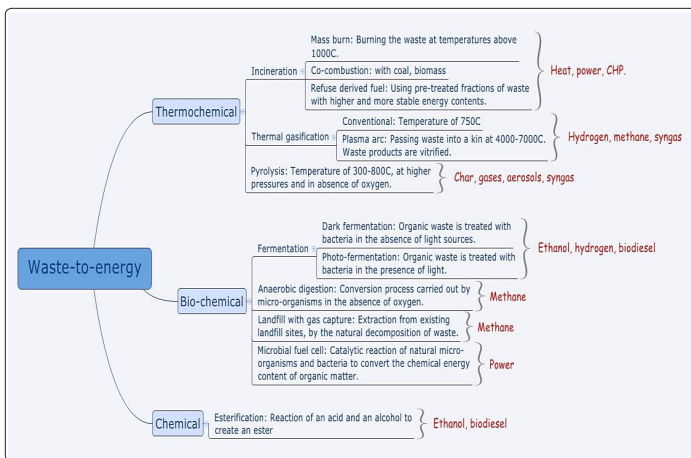 Mass burn: Burning the waste at temperatures above
1000C.
Incineration
Co-combustion: with coal, biomass
Heat, power, CHP.
Refuse derived fuel: Using pre-treated fractions of waste
with higher and more stable energy contents.
Thermochemical
Conventional: Temperature of 750C
Thermal gasification
Plasma arc: Passing waste into a kin at 4000-7000C.
Waste products are vitrified.
Hydrogen, methane, syngas
Pyrolysis: Temperature of 300-800C, at higher
pressures and in absence of oxygen.
Char, gases, aerosols, syngas
Waste-to-energy
Dark fermentation: Organic waste is treated with
bacteria in the absence of light sources.
Fermentation
Photo-fermentation: Organic waste is treated with
bacteria in the presence of light.
Ethanol, hydrogen, biodiesel
Bio-chemical
Anaerobic digestion: Conversion process carried out by
micro-organisms in the absence of oxygen.
Methane
Landfill with gas capture: Extraction from existing
landfill sites, by the natural decomposition of waste.
Methane
Microbial fuel cell: Catalytic reaction of natural micro-
organisms and bacteria to convert the chemical energy
content of organic matter.
Power
Chemical
Esterification: Reaction of an acid and an alcohol to
create an ester
Ethanol, biodiesel